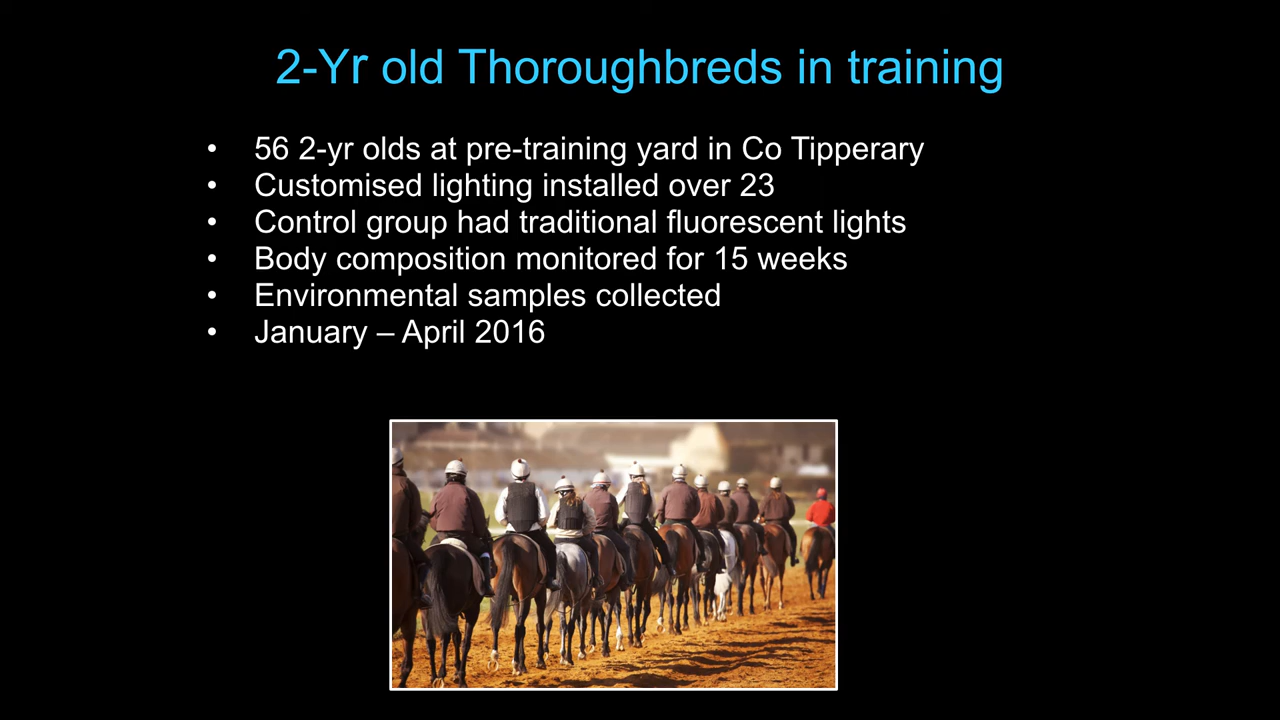 2-Yr old Thoroughbreds in training
• 56 2-yr olds at pre-training yard in Co Tipperary
• Customised lighting installed over 23
• Control group had traditional fluorescent lights
• Body composition monitored for 15 weeks
• Environmental samples collected
• January – April 2016